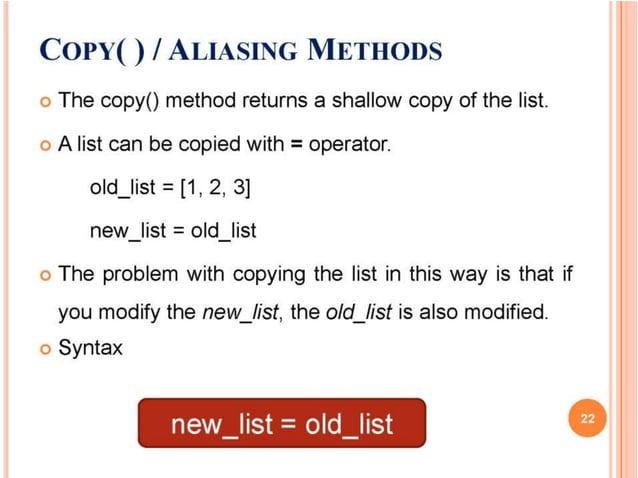 COPY( ) / ALIASING METHODS
The copy() method returns a shallow copy of the list.
A list can be copied with = operator.
old_list = [1, 2, 3]
new_list = old_list
The problem with copying the list in this way is that if
you modify the new_list, the old_list is also modified.
Syntax
new_list = old_list
22